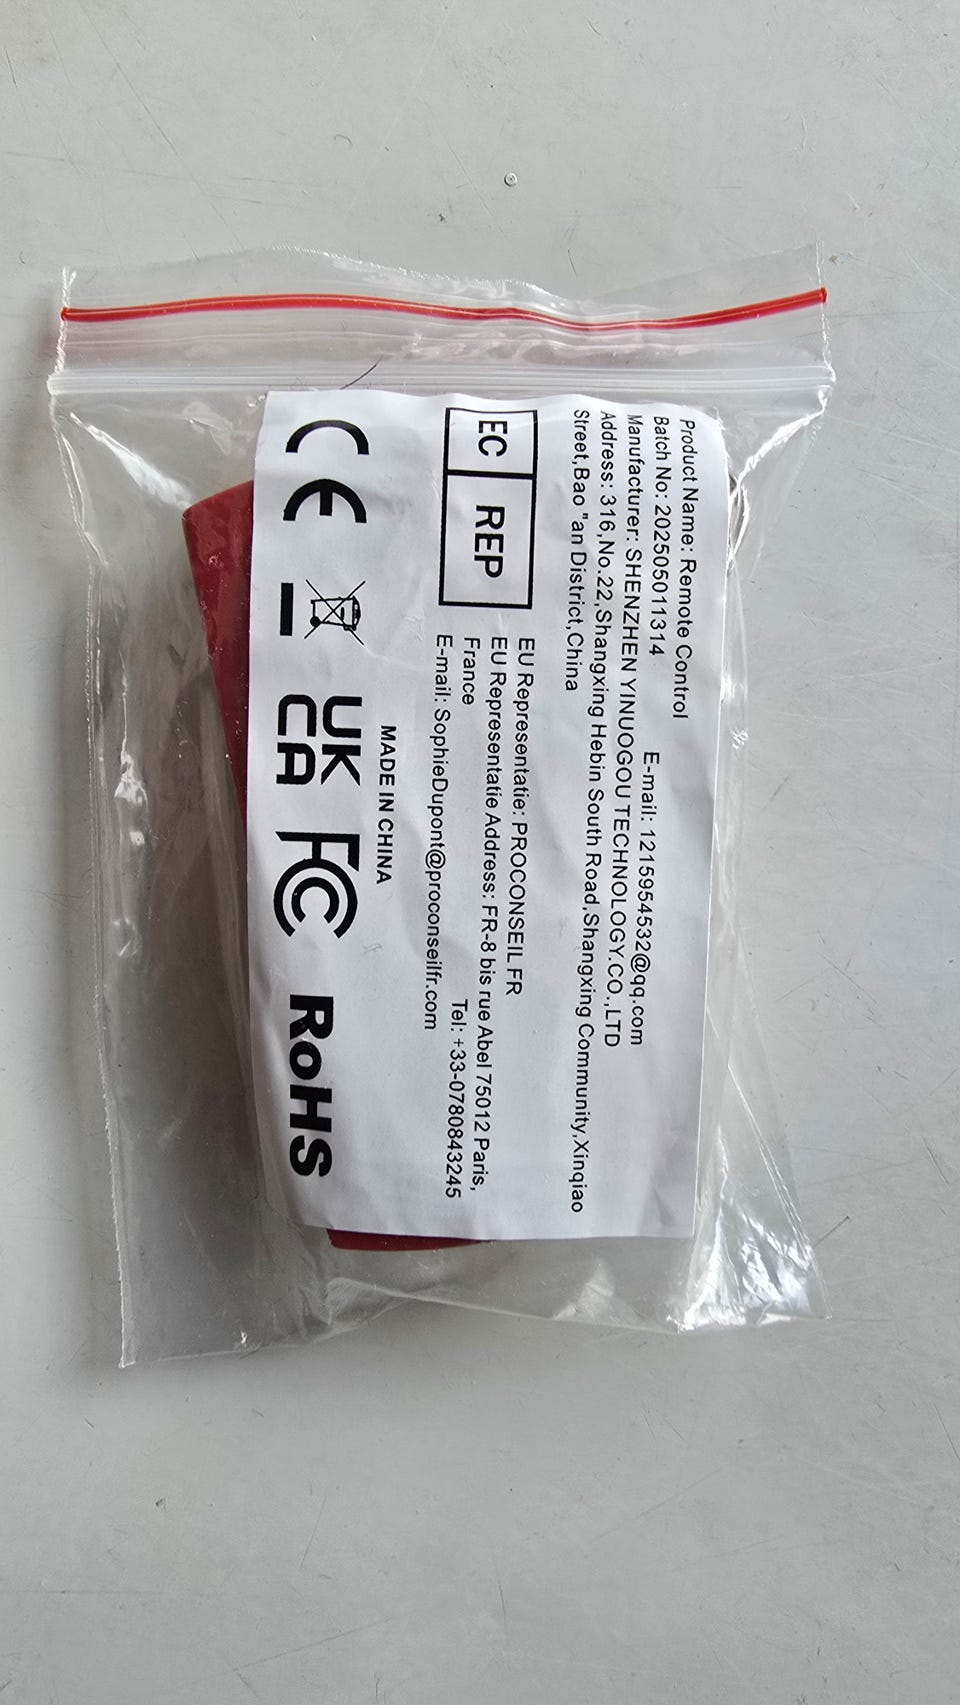 Product Name: Remote Control
Batch No: 202505011314
E-mail: 1215954532@qq.com
Manufacturer: SHENZHEN YINUOGOU TECHNOLOGY.CO.,LTD
Address: 316,No.22,Shangxing Hebin South Road,Shangxing Community,Xinqiao
Street,Bao "an District,China
EC REP
EU Representatie: PROCONSEIL FR
EU Representatie Address: FR-8 bis rue Abel 75012 Paris,
France
Tel: +33-0780843245
E-mail: SophieDupont@proconseilfr.com
MADE IN CHINA
CE
UK
CA
FC
RoHS